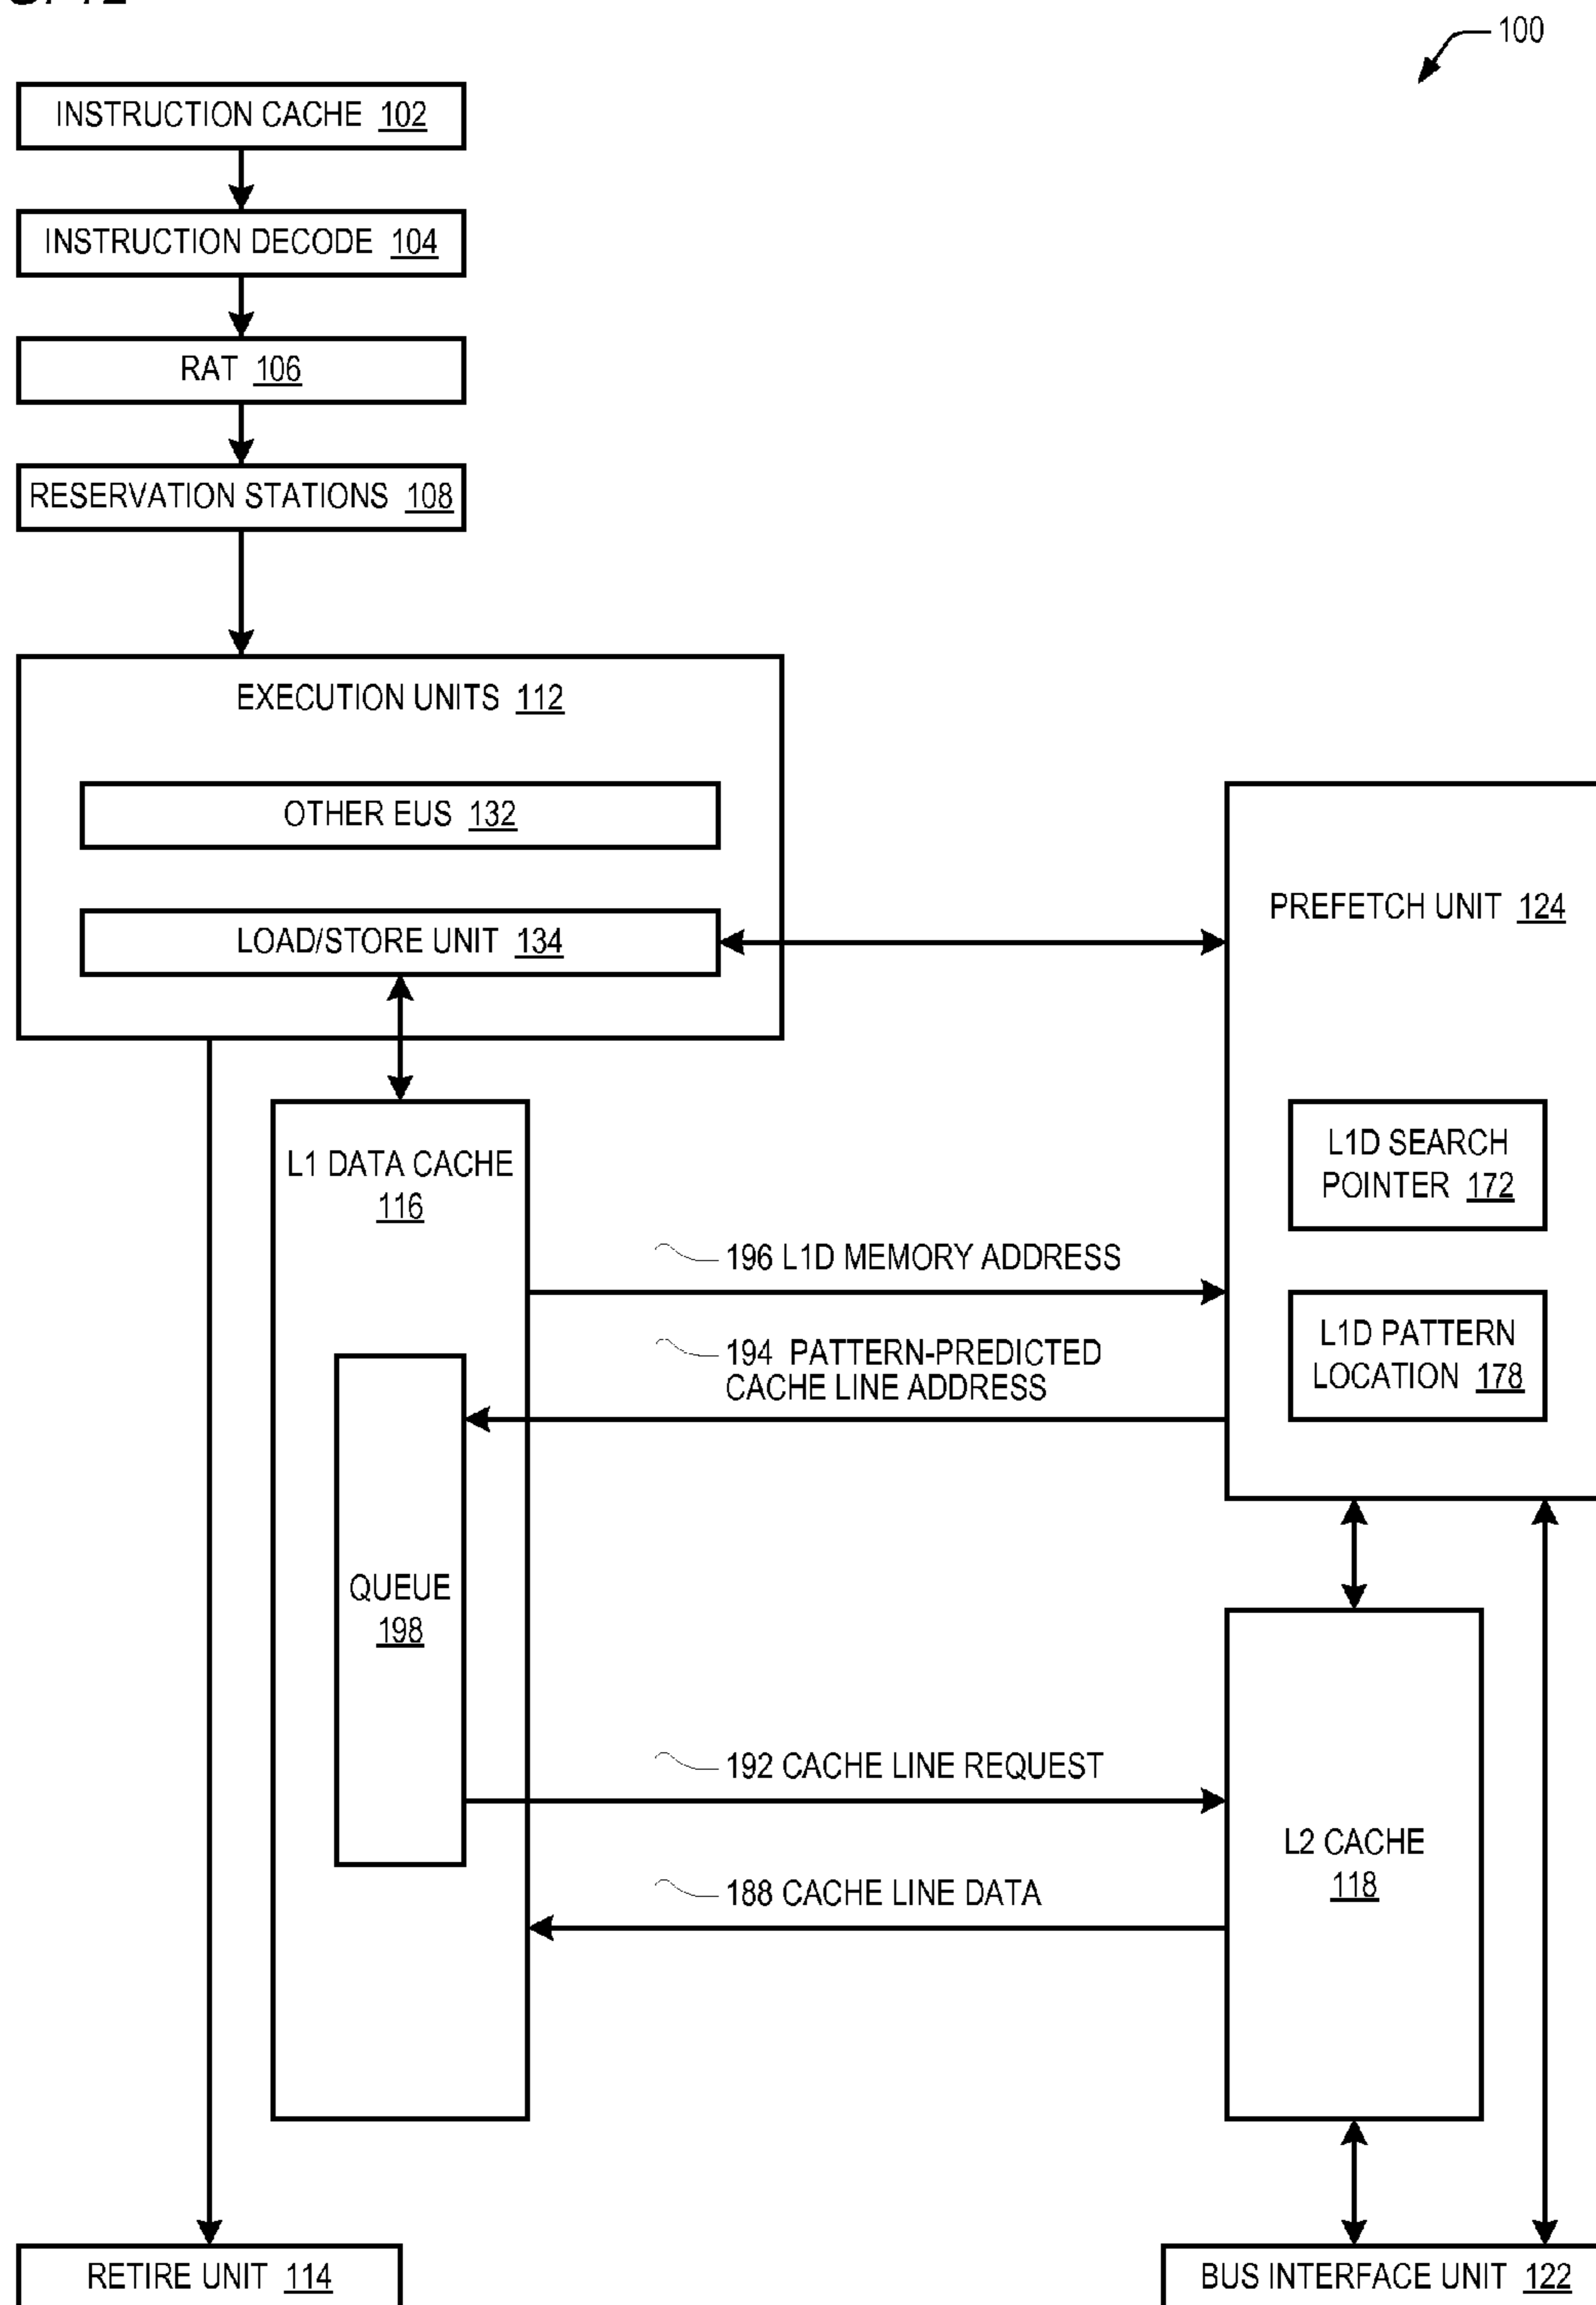 100
INSTRUCTION CACHE 102
INSTRUCTION DECODE 104
RAT 106
RESERVATION STATIONS 108
EXECUTION UNITS 112
OTHER EUS 132
LOAD/STORE UNIT 134
PREFETCH UNIT 124
L1D SEARCH
POINTER 172
L1D PATTERN
LOCATION 178
L1 DATA CACHE
116
196 L1D MEMORY ADDRESS
194 PATTERN-PREDICTED
CACHE LINE ADDRESS
QUEUE
198
192 CACHE LINE REQUEST
188 CACHE LINE DATA
L2 CACHE
118
RETIRE UNIT 114
BUS INTERFACE UNIT 122